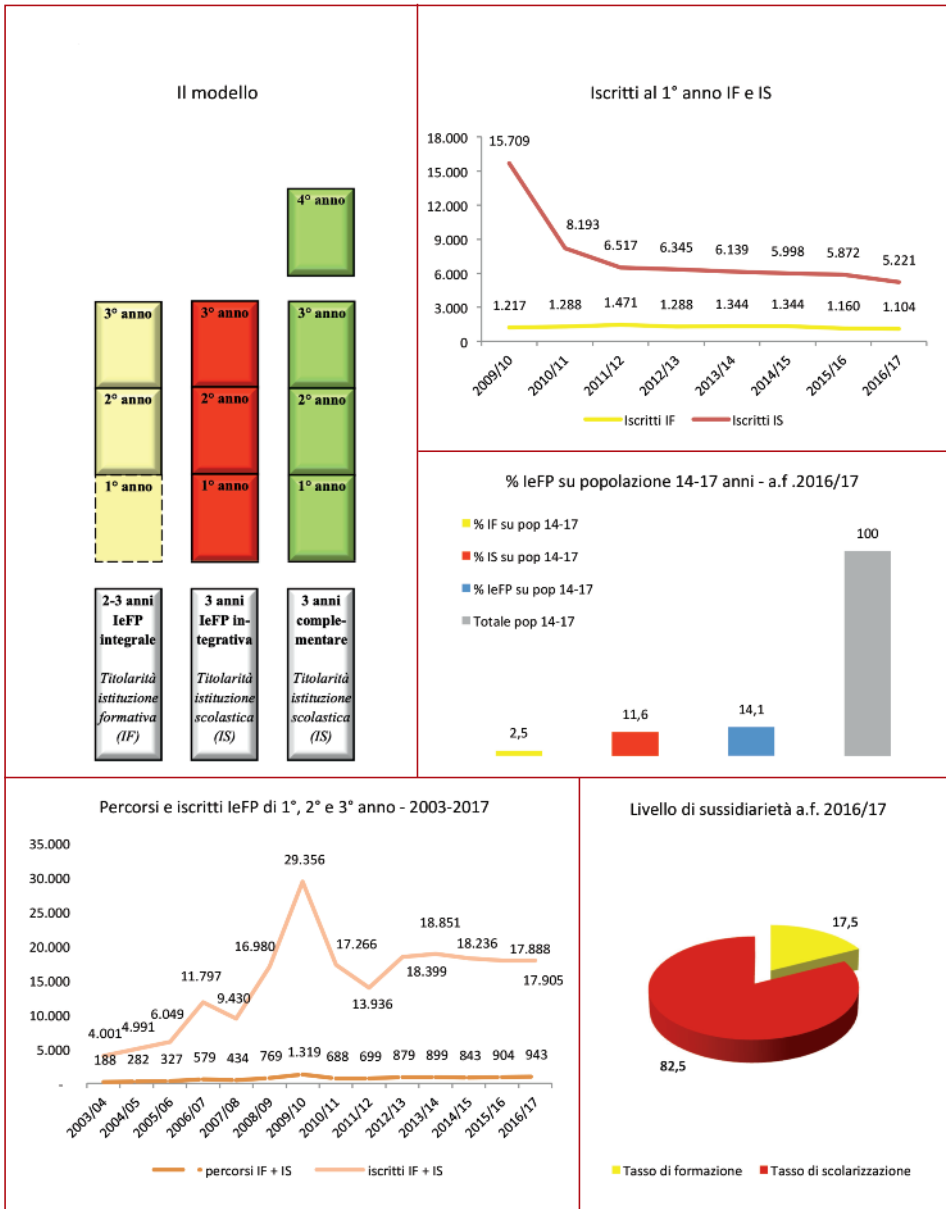 Il modello
4° anno
3° anno
3° anno
3° anno
2° anno
2° anno
2° anno
1° anno
1° anno
1° anno
2-3 anni
IeFP
integrale
Titolarità
istituzione
formativa
(IF)
3 anni
IeFP in-
tegrativa
Titolarità
istituzione
scolastica
(IS)
3 anni
comple-
mentare
Titolarità
istituzione
scolastica
(IS)
Iscritti al 1° anno IF e IS
18.000
15.000
12.000
9.000
6.000
3.000
0
15.709
8.193
6.517
6.345
6.139
5.998
5.872
5.221
1.217
1.288
1.471
1.288
1.344
1.344
1.160
1.104
2009/10
2010/11
2011/12
2012/13
2013/14
2014/15
2015/16
2016/17
Iscritti IF
Iscritti IS
% IeFP su popolazione 14-17 anni - a.f .2016/17
% IF su pop 14-17
% IS su pop 14-17
% IeFP su pop 14-17
Totale pop 14-17
2,5
11,6
14,1
100
Percorsi e iscritti IeFP di 1°, 2° e 3° anno - 2003-2017
35.000
30.000
25.000
20.000
15.000
10.000
5.000
-
4.001
4.991
6.049
11.797
9.430
16.980
29.356
17.266
13.936
18.399
18.851
18.236
17.888
17.905
188
282
327
579
434
769
1.319
688
699
879
899
843
904
943
2003/04
2004/05
2005/06
2006/07
2007/08
2008/09
2009/10
2010/11
2011/12
2012/13
2013/14
2014/15
2015/16
2016/17
percorsi IF + IS
iscritti IF + IS
Livello di sussidiarietà a.f. 2016/17
17,5
82,5
Tasso di formazione
Tasso di scolarizzazione